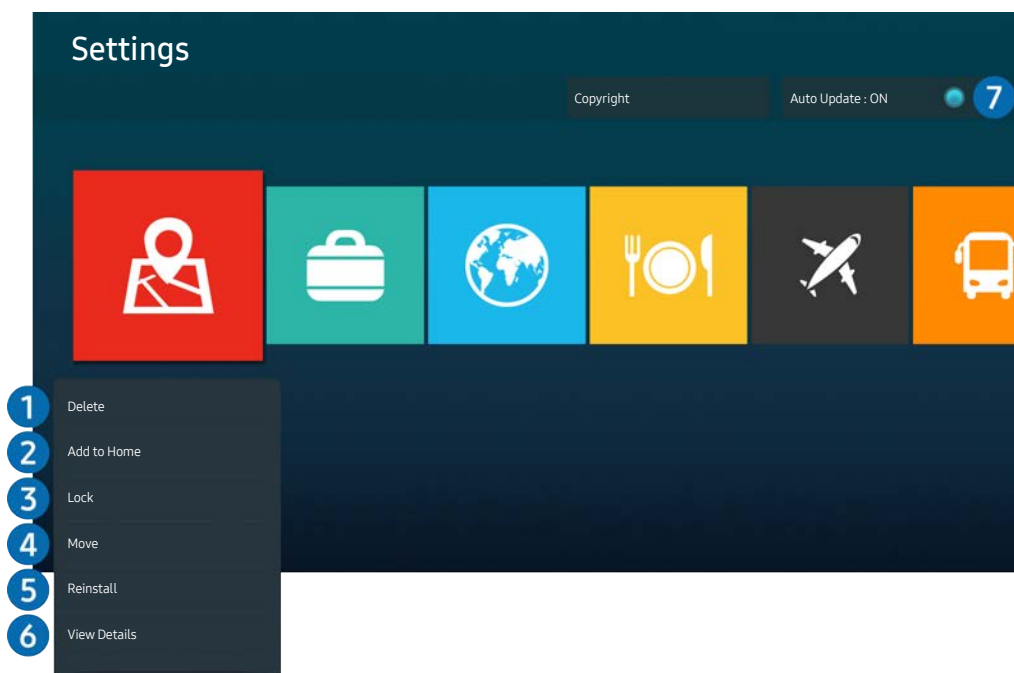 Settings
Copyright
Auto Update : ON
7
1
Delete
2
Add to Home
3
Lock
4
Move
5
Reinstall
6
View Details